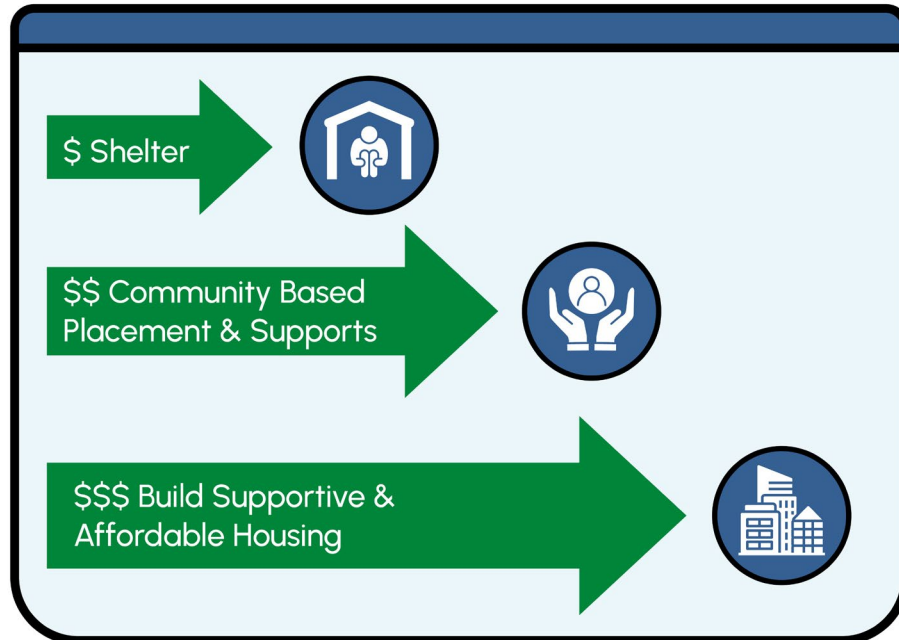 $ Shelter
$$ Community Based
Placement & Supports
$$$ Build Supportive &
Affordable Housing